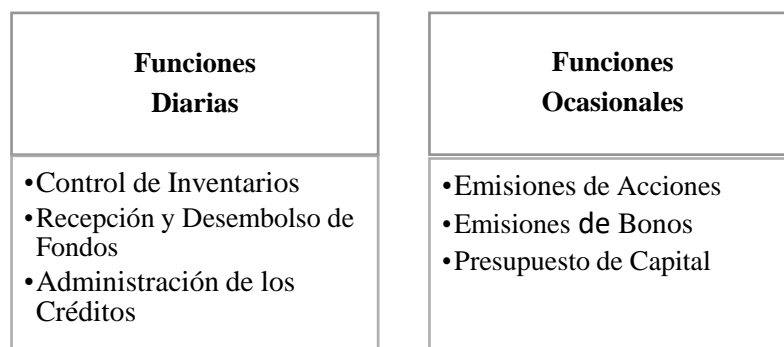 Funciones
Diarias
•Control de Inventarios
•Recepción y Desembolso de
Fondos
•Administración de los
Créditos
Funciones
Ocasionales
•Emisiones de Acciones
•Emisiones de Bonos
•Presupuesto de Capital